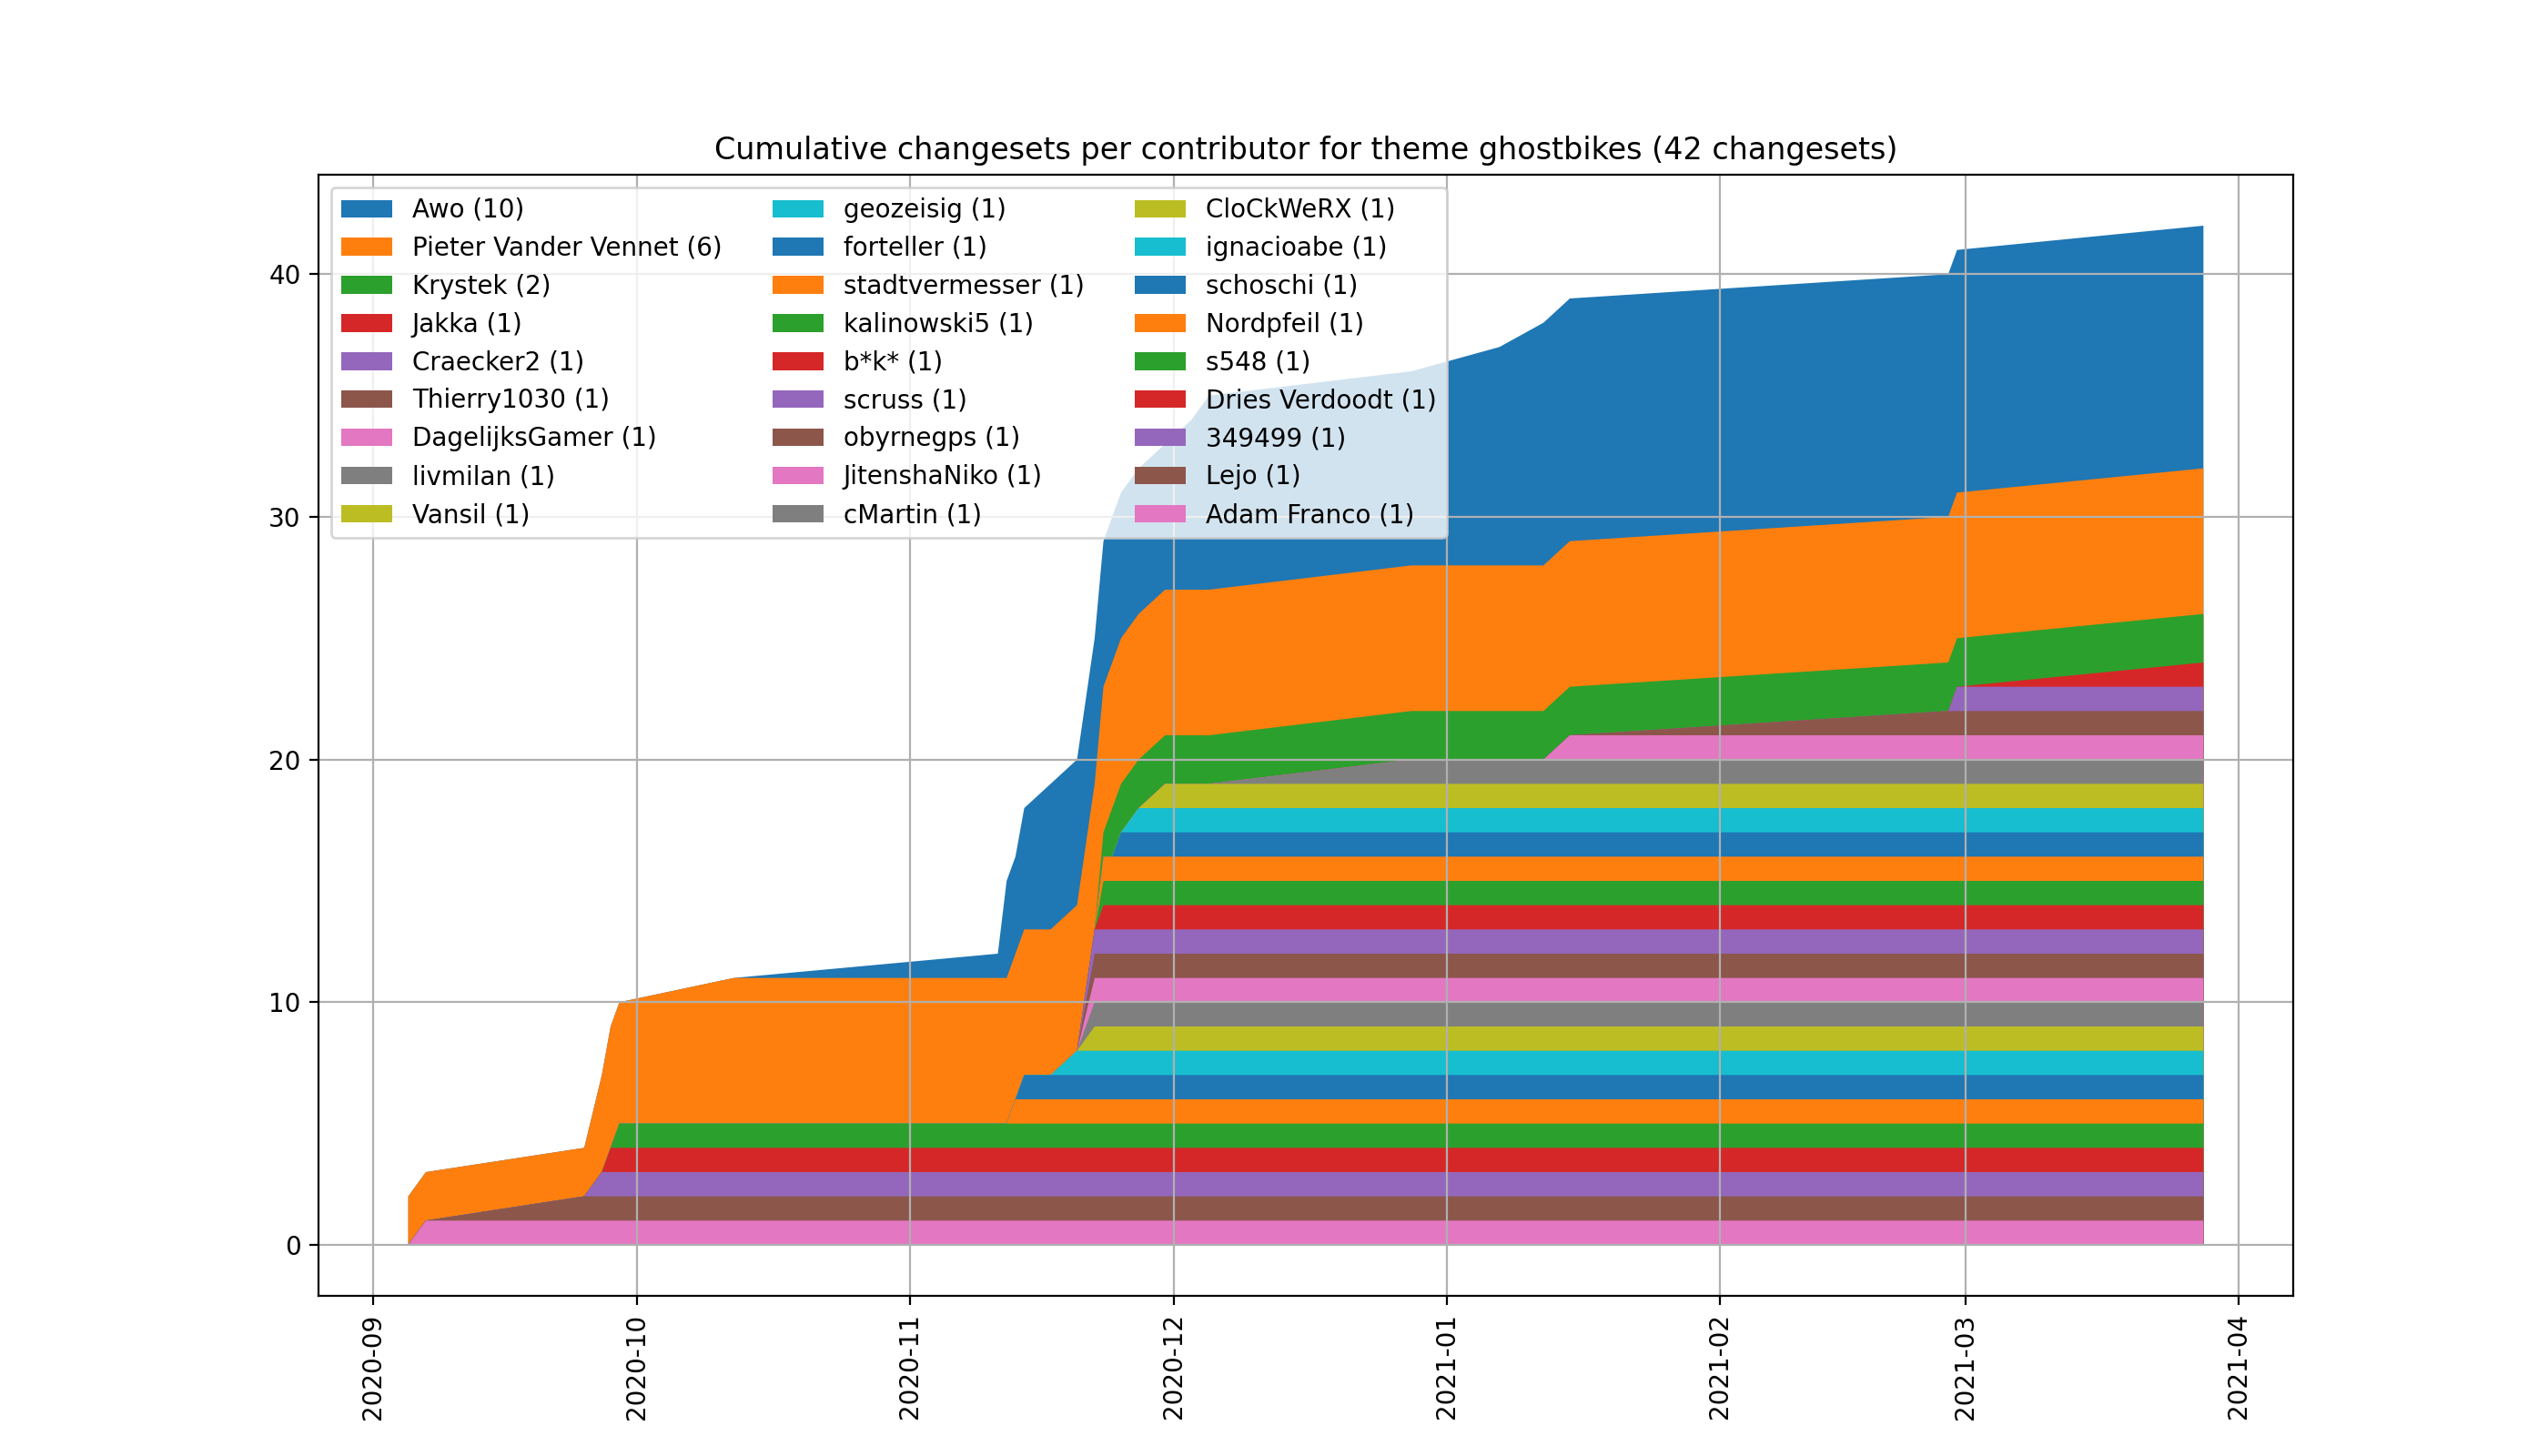 Cumulative changesets per contributor for theme ghostbikes (42 changesets)
Awo (10)
Pieter Vander Vennet (6)
Krystek (2)
Jakka (1)
Craecker2 (1)
Thierry1030 (1)
DagelijksGamer (1)
livmilan (1)
Vansil (1)
geozeisig (1)
forteller (1)
stadtvermesser (1)
kalinowski5 (1)
b*k* (1)
scruss (1)
obyrnegps (1)
JitenshaNiko (1)
cMartin (1)
CloCkWeRX (1)
ignacioabe (1)
schoschi (1)
Nordpfeil (1)
s548 (1)
Dries Verdoodt (1)
349499 (1)
Lejo (1)
Adam Franco (1)
40
30
20
10
0
2020-09
2020-10
2020-11
2020-12
2021-01
2021-02
2021-03
2021-04